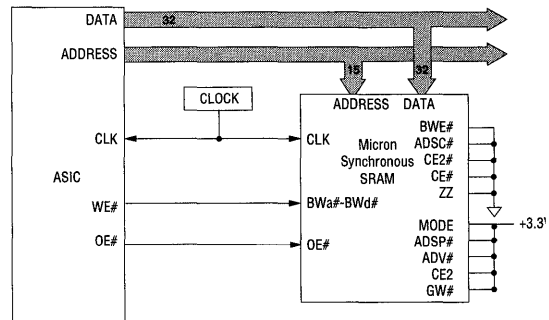 DATA 32
ADDRESS
15 32
CLOCK
ADDRESS DATA
CLK
CLK
Micron
Synchronous
SRAM
ASIC
WE#
BWa#-BWd#
OE#
OE#
BWE#
ADSC#
CE2#
CE#
ZZ
MODE
+3.3V
ADSP#
ADV#
CE2
GW#